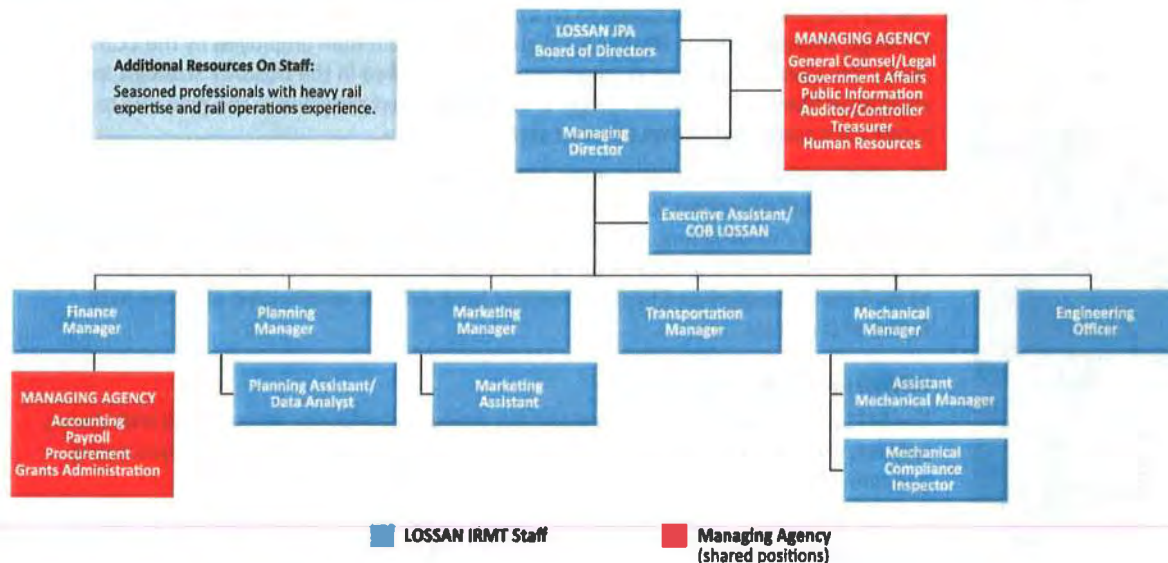 LOSSAN JPA
Board of Directors
MANAGING AGENCY
General Counsel/Legal
Government Affairs
Public Information
Auditor/Controller
Treasurer
Human Resources
Additional Resources On Staff:
Seasoned professionals with heavy rail
expertise and rail operations experience.
Managing
Director
Executive Assistant/
COB LOSSAN
Finance
Manager
Planning
Manager
Marketing
Manager
Transportation
Manager
Mechanical
Manager
Engineering
Officer
MANAGING AGENCY
Accounting
Payroll
Procurement
Grants Administration
Planning Assistant/
Data Analyst
Marketing
Assistant
Assistant
Mechanical Manager
Mechanical
Compliance
Inspector
LOSSAN IRMT Staff
Managing Agency
(shared positions)